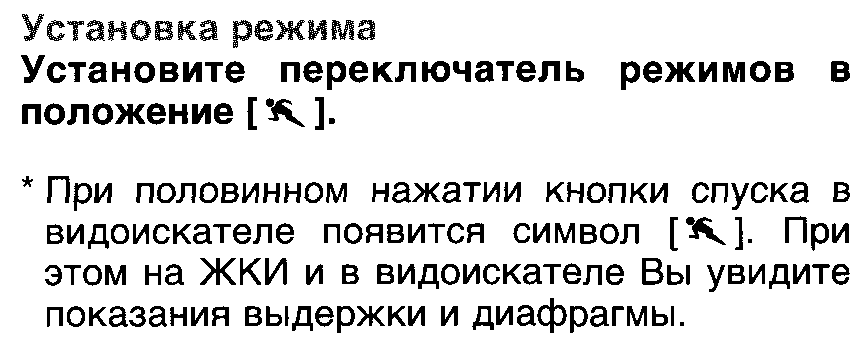 Установка режима
Установите переключатель режимов в
положение [ ].
* При половинном нажатии кнопки спуска в
видоискателе появится символ [ ]. При
этом на ЖКИ и в видоискателе Вы увидите
показания выдержки и диафрагмы.